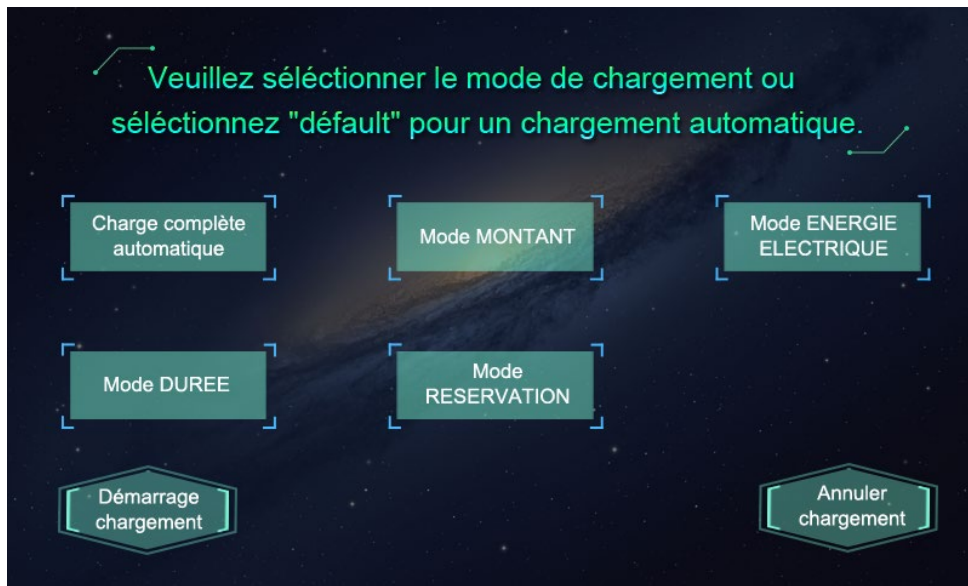 Veuillez séléctionner le mode de chargement ou
séléctionnez "défault" pour un chargement automatique.
Charge complète
automatique
Mode MONTANT
Mode ENERGIE
ELECTRIQUE
Mode DUREE
Mode
RESERVATION
Démarrage
chargement
Annuler
chargement